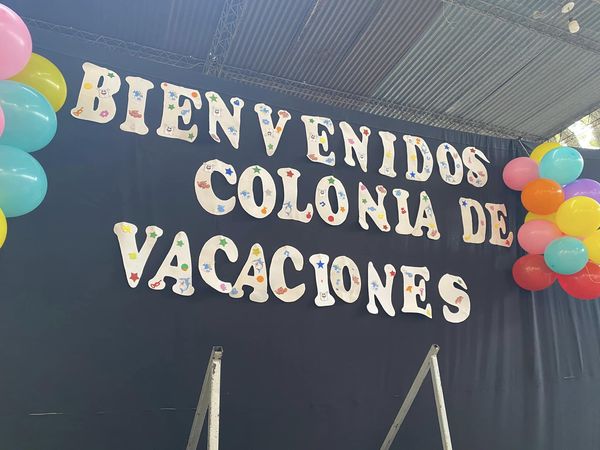 BIENVENIDOS
COLONIA DE
VACACIONES